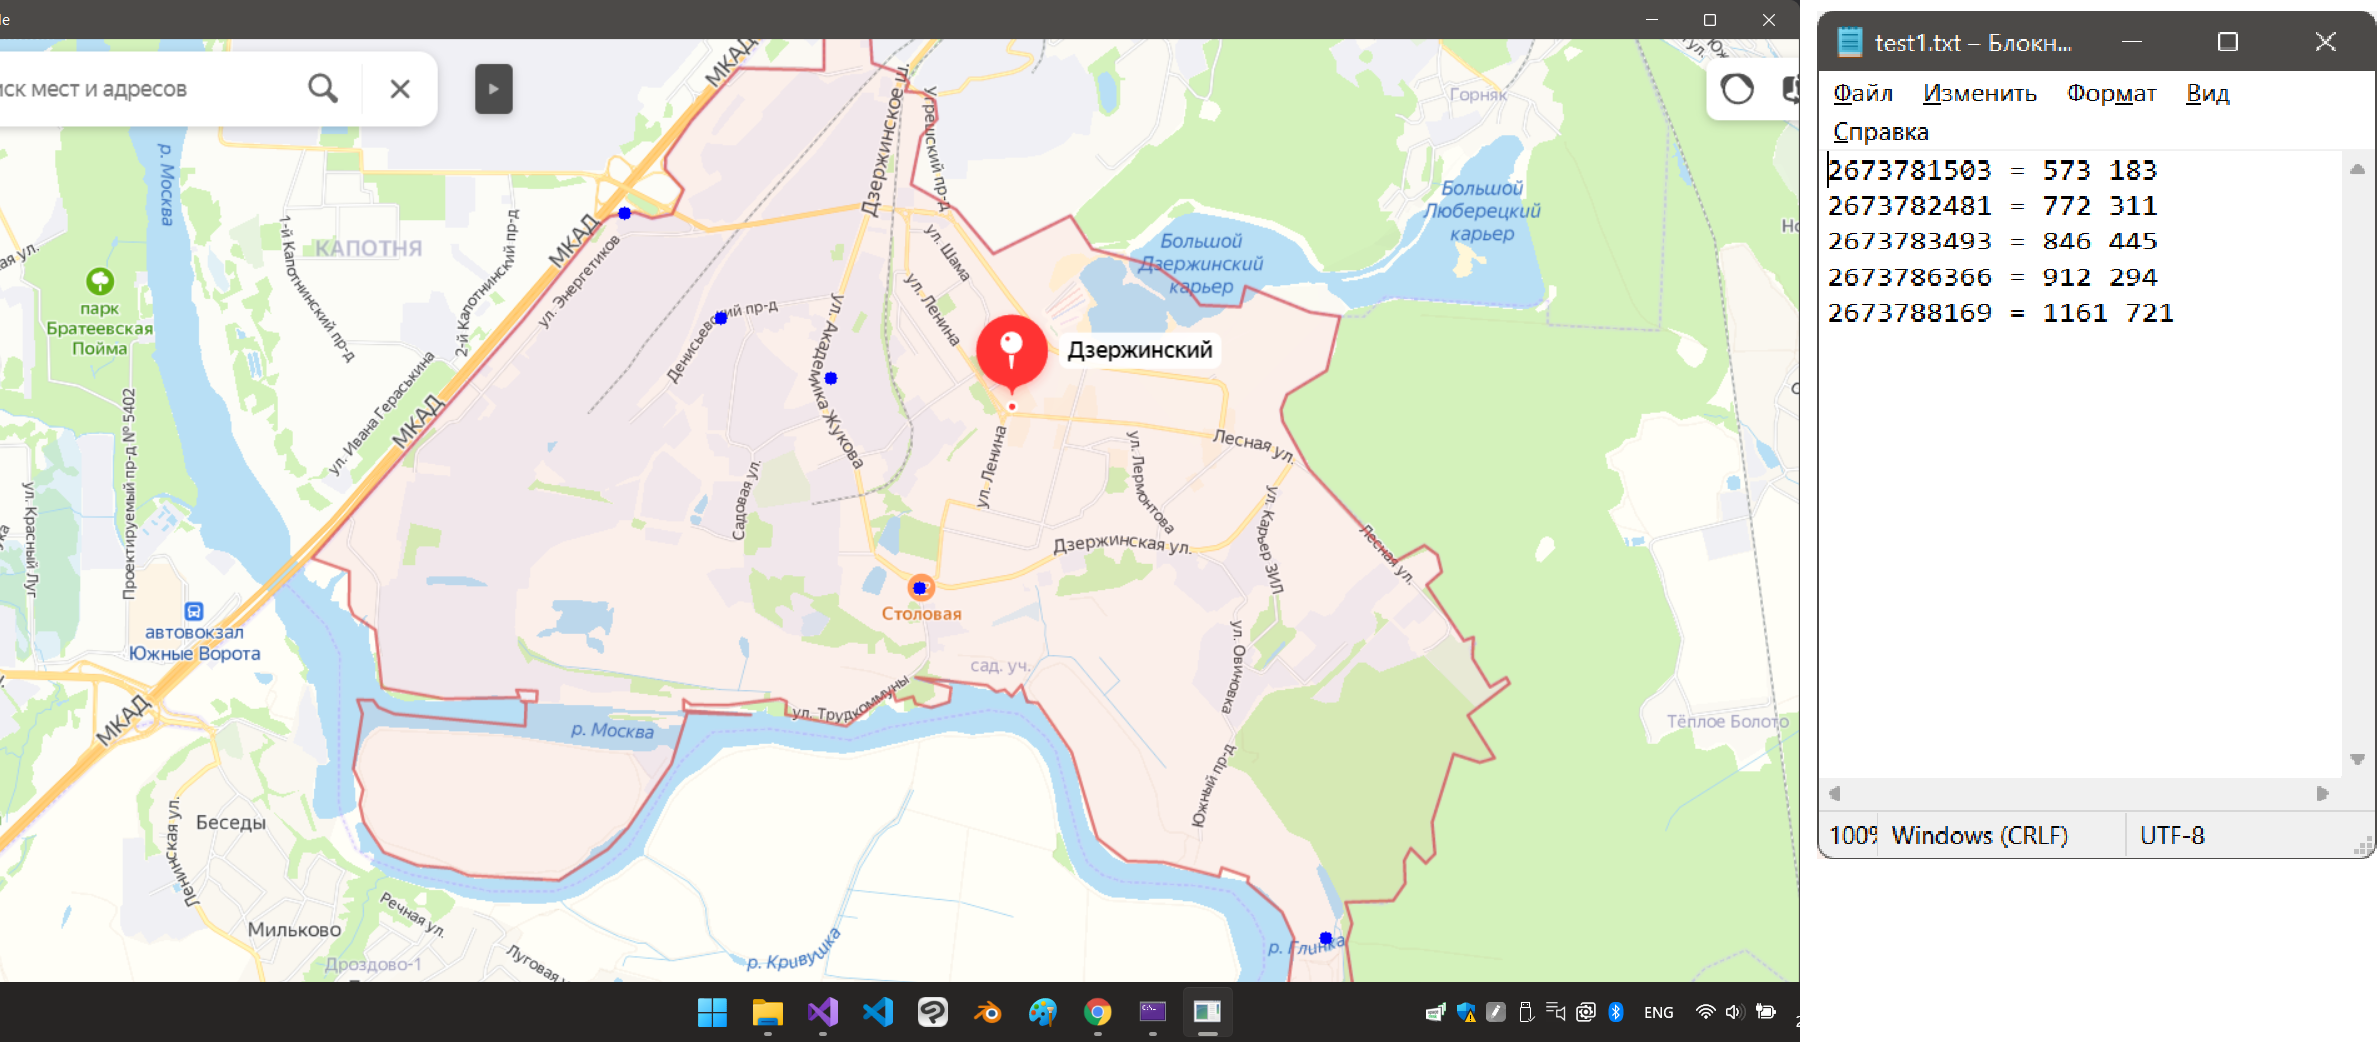 le
иск мест и адресов
МКАД
Дзержинское ш.
Угрешский пр-д
Горняк
р. Москва
1-й Капотнинский пр-д
КАПОТНЯ
2-й Капотнинский пр-д
МКАД
ул. Энергетиков
ул. Шама
ул. Ленина
Большой
Дзержинский
карьер
Большой
Люберецкий
карьер
парк
Братеевская
Пойма
Денисьевский пр-д
ул. Академика Жукова
Дзержинский
ул. Ивана Гераськина
МКАД
Проектируемый пр-д № 5402
ул. Красный Луг
Садовая ул.
ул. Ленина
ул. Лермонтова
Лесная ул.
ул. Карьер ЗИЛ
Дзержинская ул.
Лесная ул.
Столовая
автовокзал
Южные Ворота
сад. уч.
ул. Овиновка
МКАД
ул. Трудкоммуны
р. Москва
Тёплое Болото
Южный пр-д
Ленинская ул.
Беседы
Мильково
Речная ул.
Дроздово-1
Луговая
р. Кривушка
р. Глинка
ENG
test1.txt – Блокн...
Файл Изменить Формат Вид
Справка
2673781503 = 573 183
2673782481 = 772 311
2673783493 = 846 445
2673786366 = 912 294
2673788169 = 1161 721
100% Windows (CRLF) UTF-8